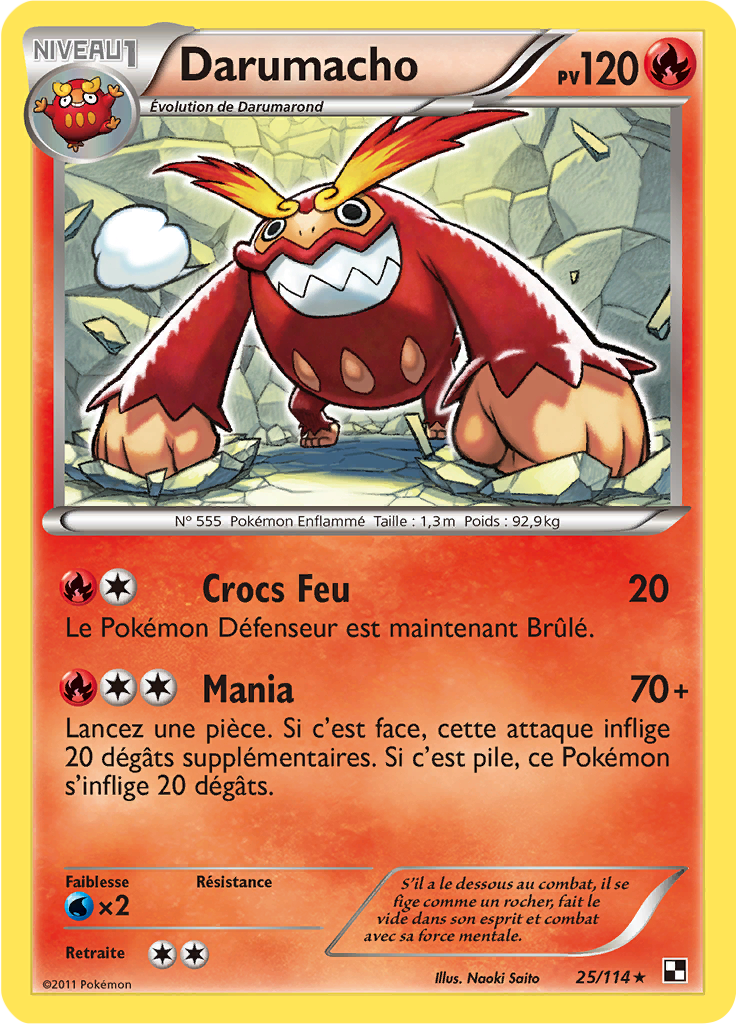 NIVEAU1
Darumacho
PV120
Évolution de Darumarond
N° 555 Pokémon Enflammé Taille : 1,3m Poids : 92,9kg
Crocs Feu 20
Le Pokémon Défenseur est maintenant Brûlé.
Mania 70+
Lancez une pièce. Si c'est face, cette attaque inflige
20 dégâts supplémentaires. Si c'est pile, ce Pokémon
s'inflige 20 dégâts.
Faiblesse Résistance
×2
Retraite
S'il a le dessous au combat, il se
fige comme un rocher, fait le
vide dans son esprit et combat
avec sa force mentale.
©2011 Pokémon Illus. Naoki Saito 25/114★